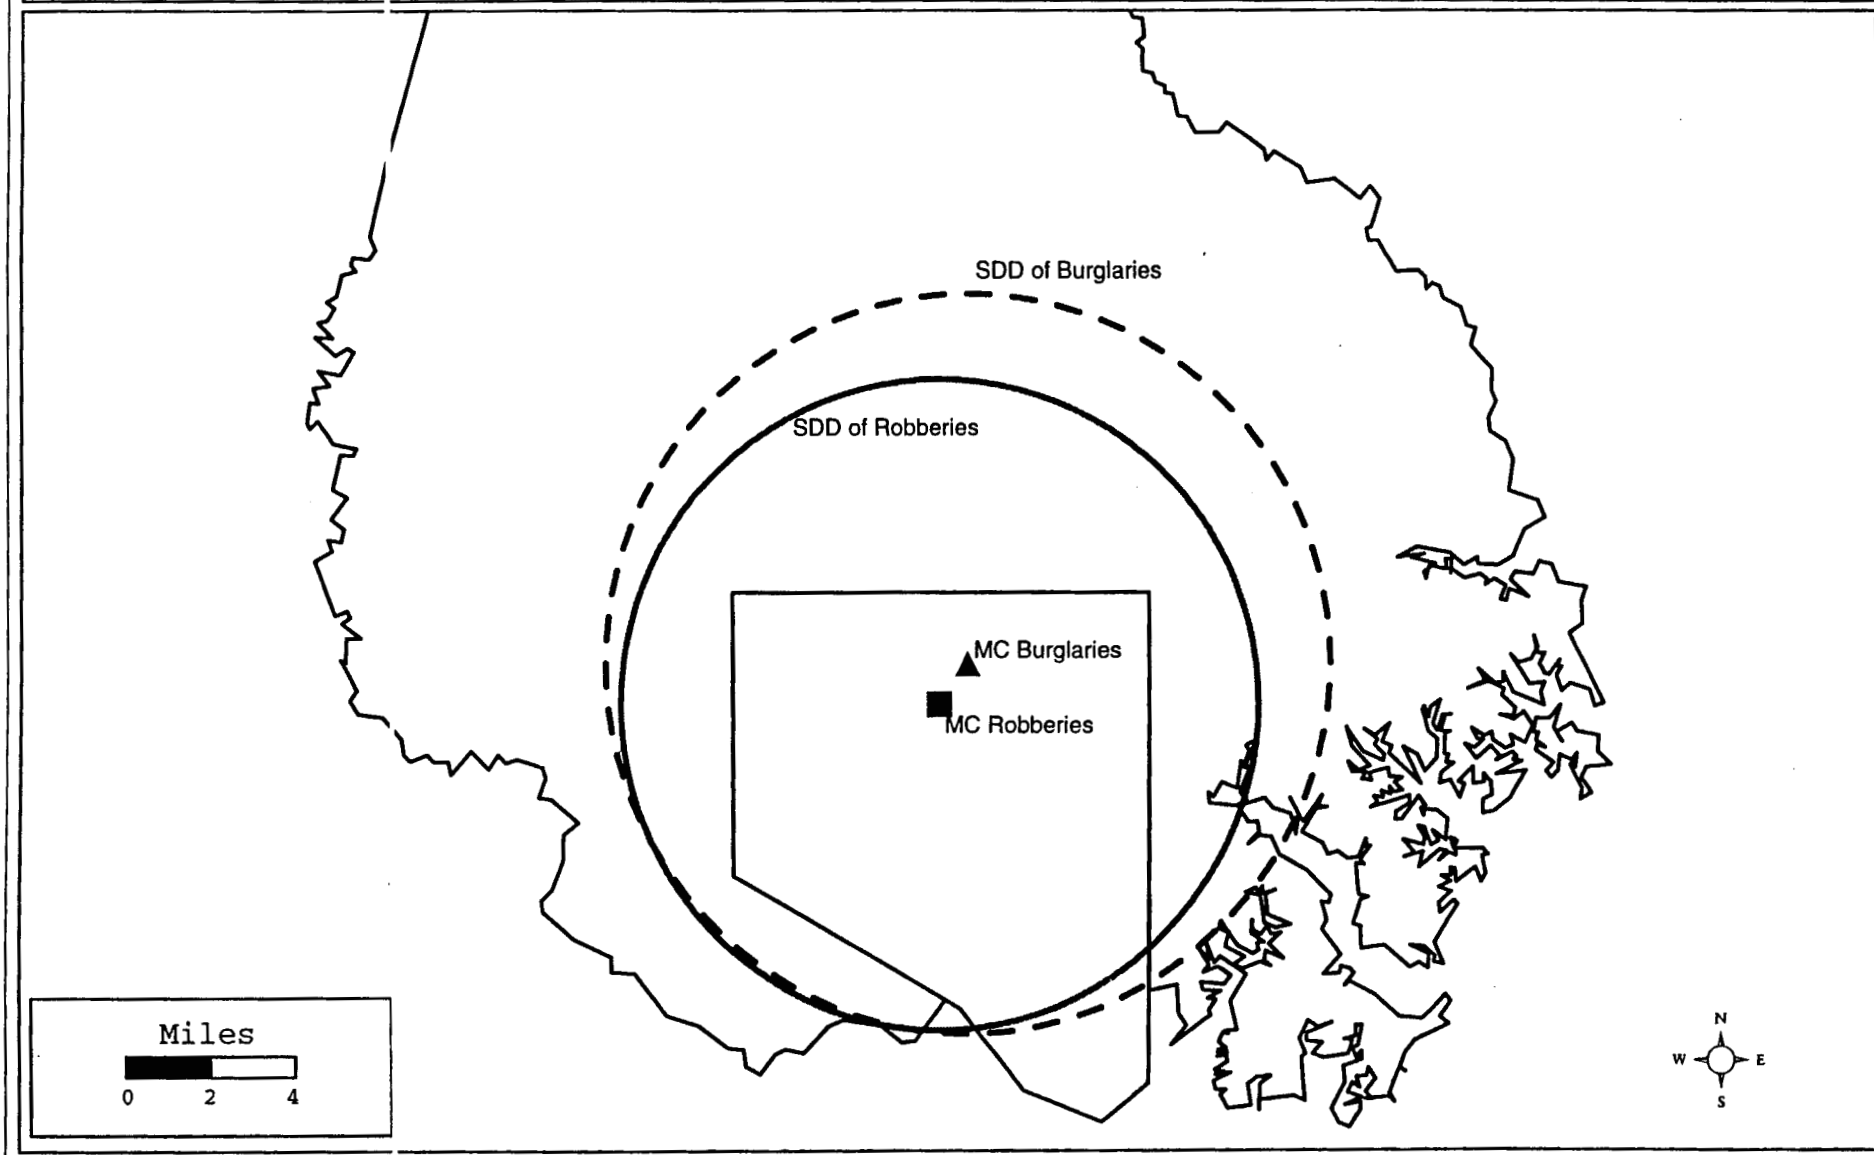 SDD of Burglaries
SDD of Robberies
MC Burglaries
MC Robberies
Miles
0 2 4
N
W E
S